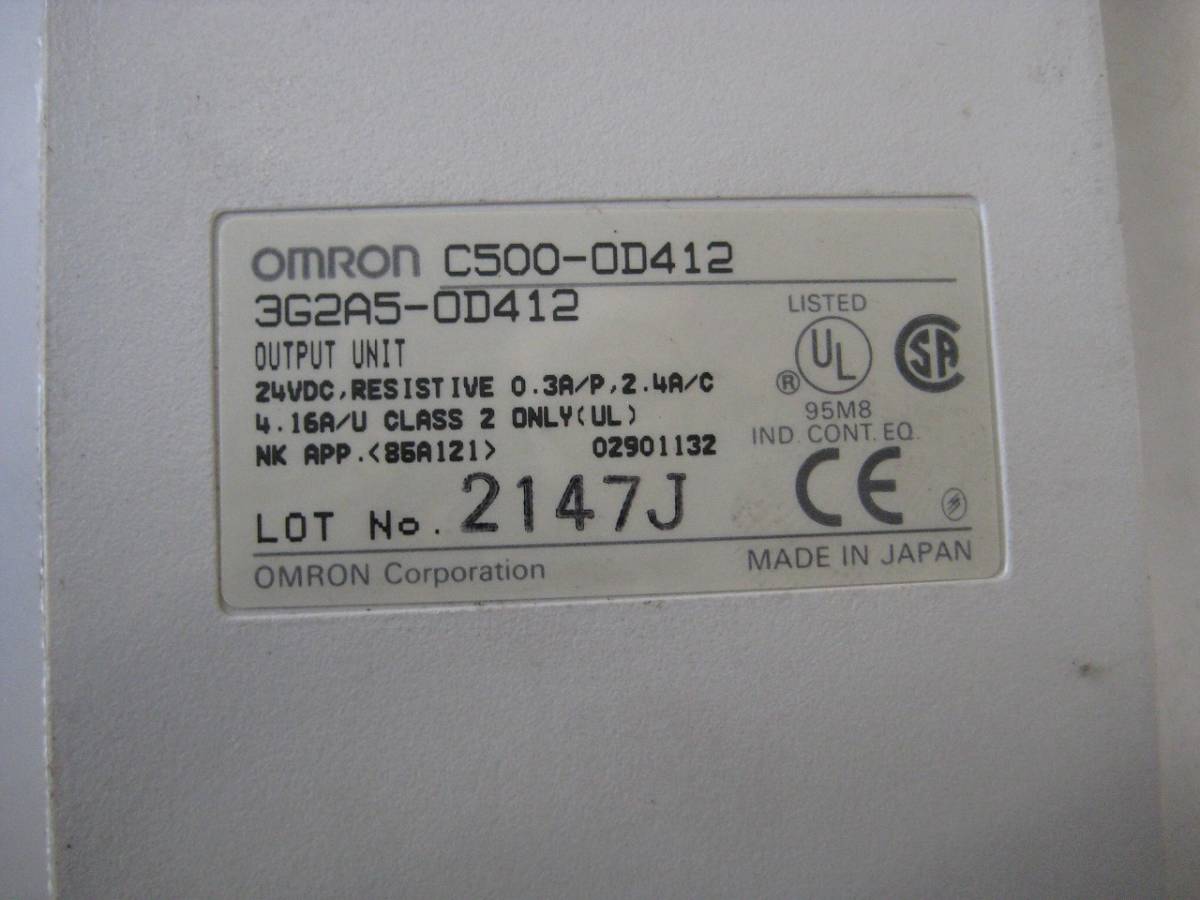 OMRON C500-OD412
3G2A5-OD412
OUTPUT UNIT
24VDC,RESISTIVE 0.3A/P,2.4A/C
4.16A/U CLASS 2 ONLY(UL)
NK APP.<85A121> 02901132
LOT No. 2147J
LISTED
UL
®
SA
95M8
IND. CONT. EQ.
CE
OMRON Corporation
MADE IN JAPAN